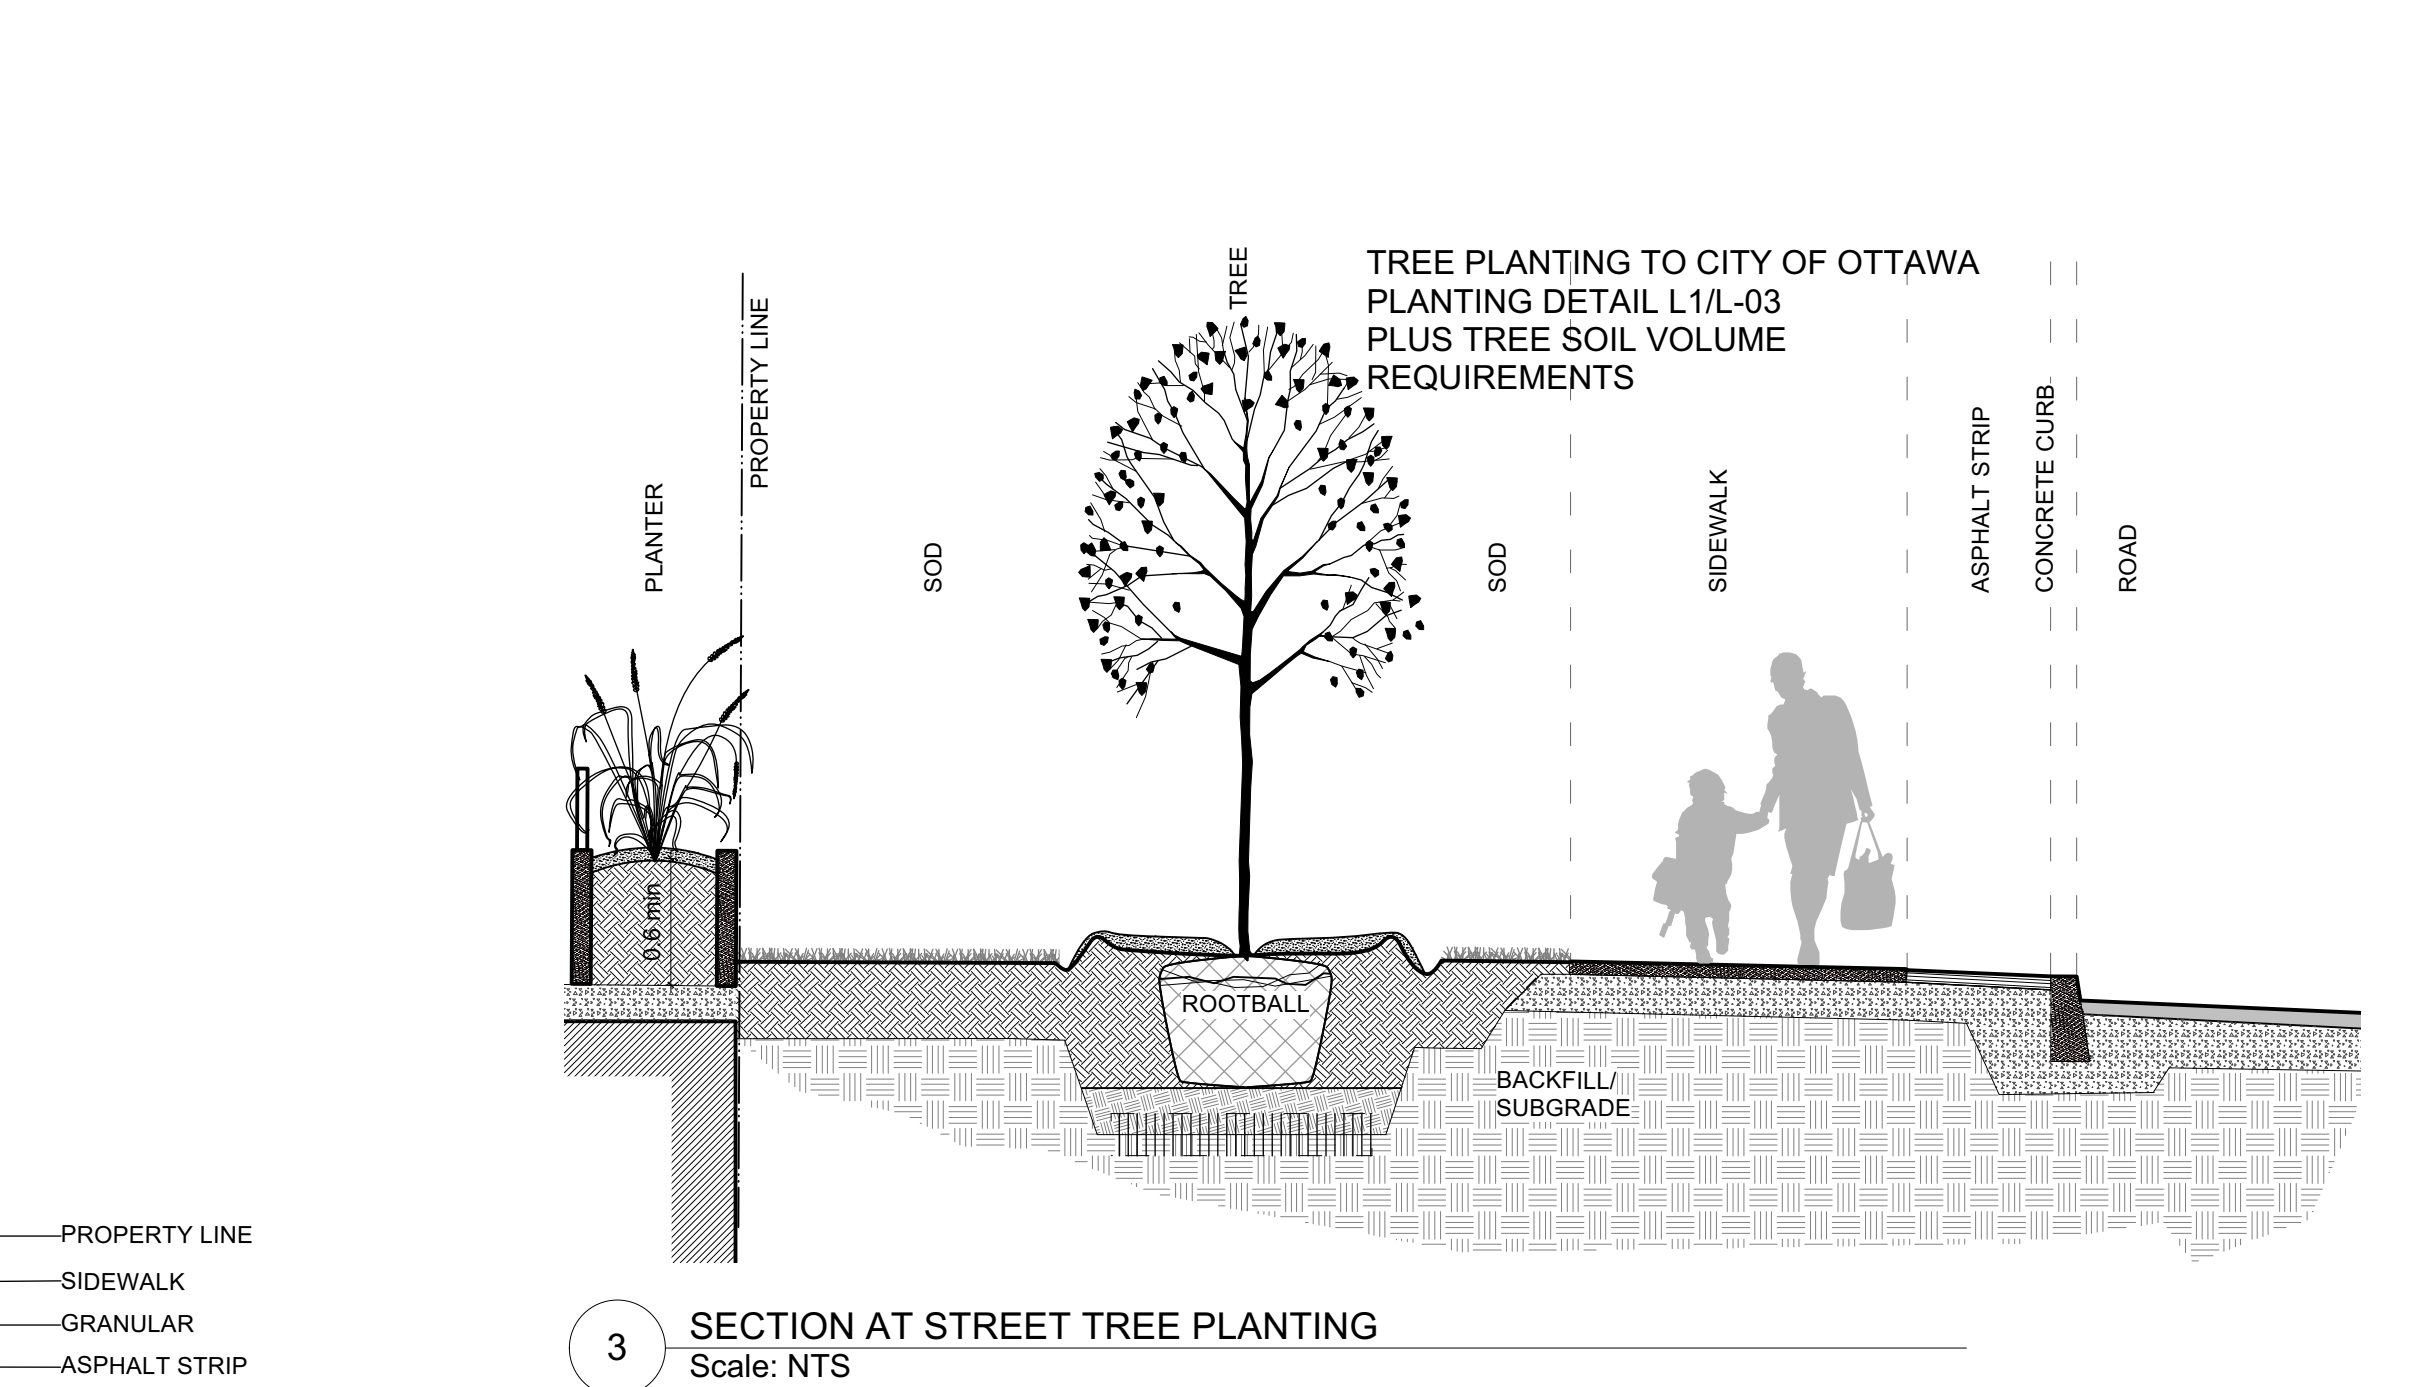 TREE PLANTING TO CITY OF OTTAWA
PLANTING DETAIL L1/L-03
PLUS TREE SOIL VOLUME
REQUIREMENTS
PLANTER
PROPERTY LINE
SOD
TREE
SOD
SIDEWALK
ASPHALT STRIP
CONCRETE CURB
ROAD
0.6 min
ROOTBALL
BACKFILL/
SUBGRADE
PROPERTY LINE
SIDEWALK
GRANULAR
ASPHALT STRIP
3
SECTION AT STREET TREE PLANTING
Scale: NTS